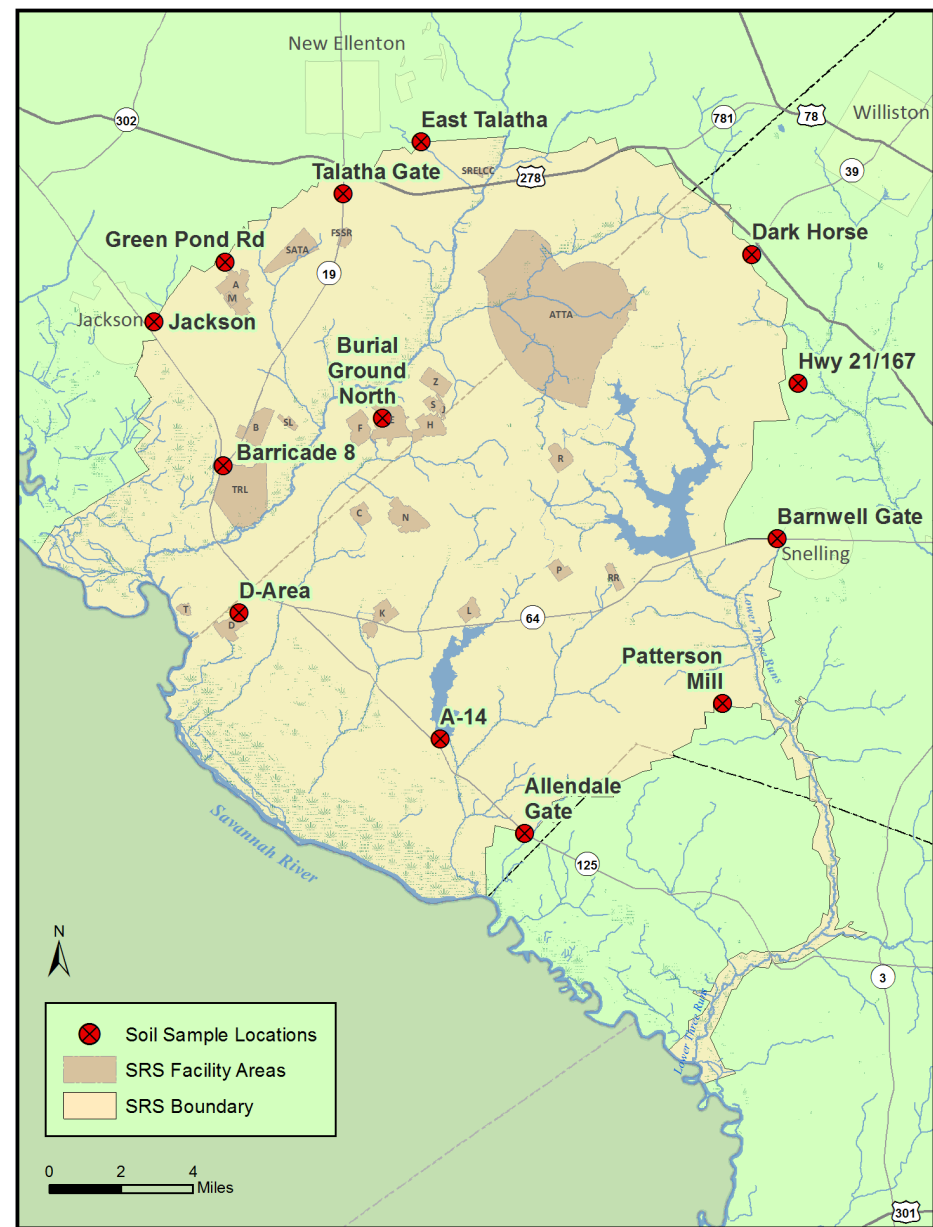 New Ellenton
302
East Talatha
781
78
Williston
Talatha Gate
SRELCC
278
39
Green Pond Rd
SATA
FSSR
19
Dark Horse
A
M
Jackson
Jackson
ATTA
Burial
Ground
North
Hwy 21/167
Z
S
J
B
SL
F
E
H
Barricade 8
R
TRL
C
N
Barnwell Gate
Snelling
P
RR
D-Area
T
D
K
L
64
Lower Three Runs
Patterson
Mill
A-14
Allendale
Gate
Savannah River
125
N
3
Lower Three Runs
Soil Sample Locations
SRS Facility Areas
SRS Boundary
0 2 4
Miles
301